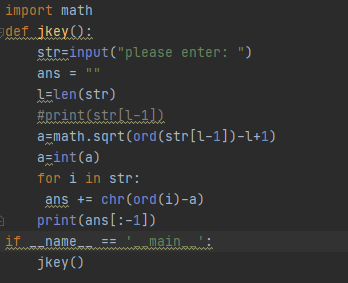 import math
def jkey():
    str=input("please enter: ")
    ans = ""
    l=len(str)
    #print(str[l-1])
    a=math.sqrt(ord(str[l-1])-l+1)
    a=int(a)
    for i in str:
     ans += chr(ord(i)-a)
    print(ans[:-1])
if __name__ == '__main__':
    jkey()